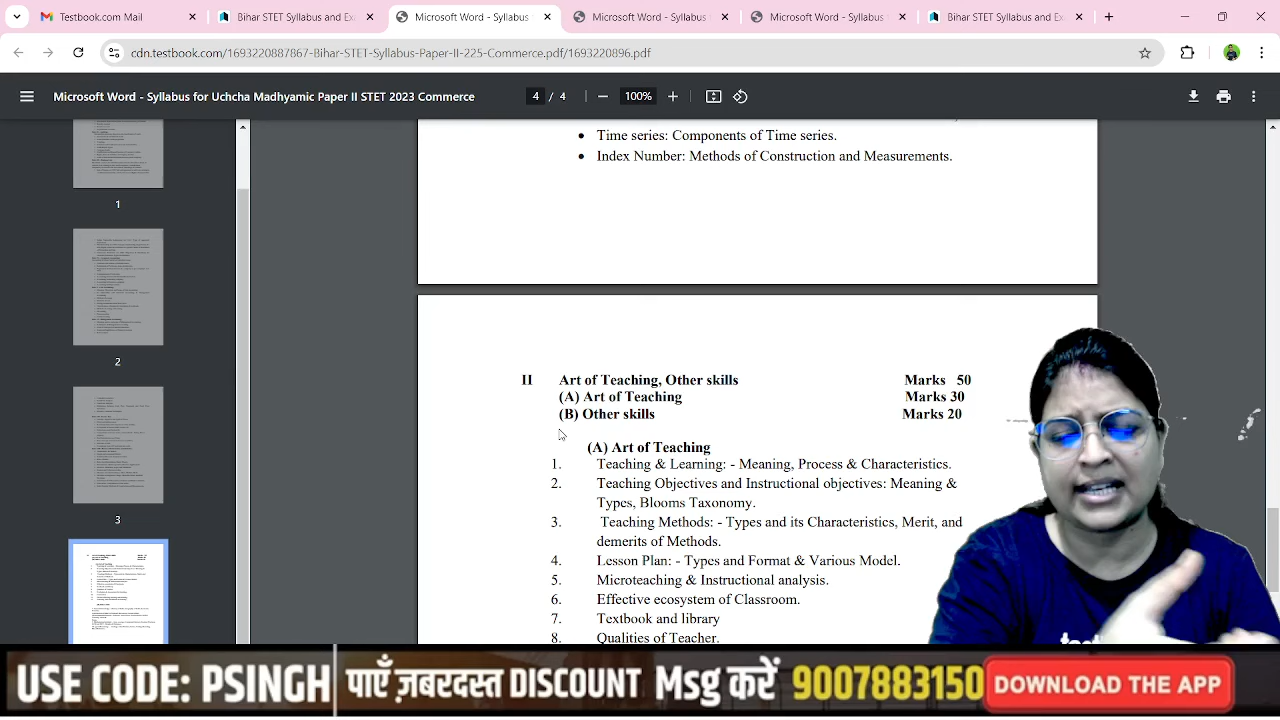 Testbook.com Mail
Bihar STET Syllabus and Ex
Microsoft Word - Syllabus
Microsoft Word - Syllabus
Microsoft Word - Syllabus
Bihar STET Syllabus and Ex
cdn.testbook.com/1693220887867-Bihar-STET-Syllabus-Paper-II-225-Commerce.pdf/1693220896.pdf
Microsoft Word - Syllabus for Uchcha Madhyamic Paper II STET 2023 Commerce
4 / 4
100%
1
2
3
• Time series: Components of Time series.
• Index Number: Methods of Construction and Measurements.
II Art of Teaching, Other skills Marks 50
(A) Art of teaching Marks 30
(B) Other skills Marks 20
(A) Art of Teaching
1. Teaching & Learning: - Meaning, Process & Characteristics.
2. Teaching Objectives and Instructional objectives: Meaning &
Types, Blooms Taxonomy.
3. Teaching Methods: - Types and its Characteristics, Merit, and
demerits of Methods.
4. Lesson Plan: - Types and Formats- Various Model.
5. Microteaching & Instructional analysis.
6. Effective ecosystem of Classroom.
7. Textbook and library.
8. Qualities of Teacher.
USE CODE: PSINGH पाएँ ज़बरदस्त DISCOUNT Msg करें 9007883150 DOWNLOAD THE APP